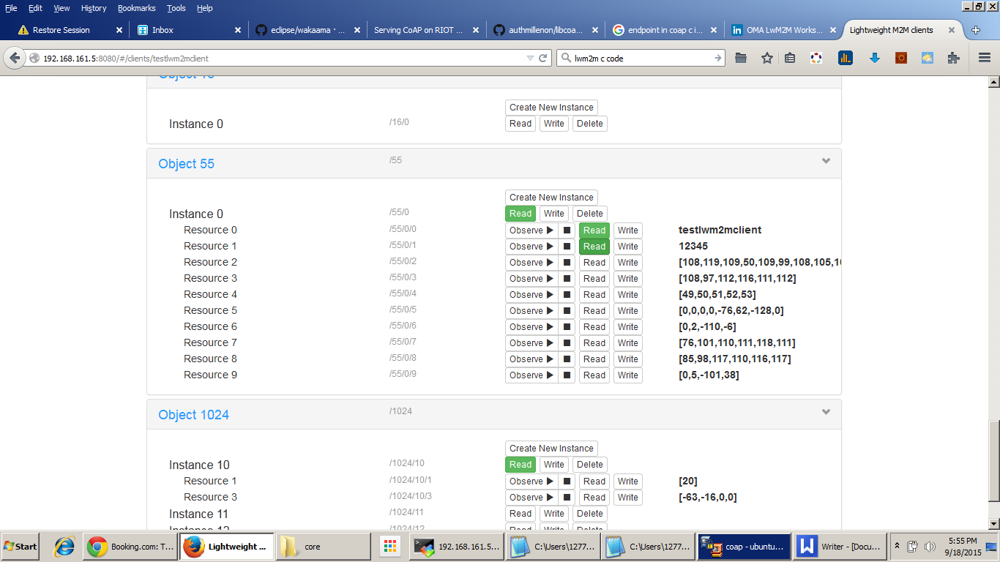 File Edit View History Bookmarks Tools Help
Restore Session Inbox eclipse/wakaama · ... Serving CoAP on RIOT ... authmillenon/libcoa... endpoint in coap c i... OMA LwM2M Works... Lightweight M2M clients
192.168.161.5:8080/#/clients/testlwm2mclient lwm2m c code
Create New Instance
Instance 0 /16/0 Read Write Delete
Object 55 /55
Create New Instance
Instance 0 /55/0 Read Write Delete
Resource 0 /55/0/0 Observe Read Write testlwm2mclient
Resource 1 /55/0/1 Observe Read Write 12345
Resource 2 /55/0/2 Observe Read Write [108,119,109,50,109,99,108,105,10
Resource 3 /55/0/3 Observe Read Write [108,97,112,116,111,112]
Resource 4 /55/0/4 Observe Read Write [49,50,51,52,53]
Resource 5 /55/0/5 Observe Read Write [0,0,0,0,-76,62,-128,0]
Resource 6 /55/0/6 Observe Read Write [0,2,-110,-6]
Resource 7 /55/0/7 Observe Read Write [76,101,110,111,118,111]
Resource 8 /55/0/8 Observe Read Write [85,98,117,110,116,117]
Resource 9 /55/0/9 Observe Read Write [0,5,-101,38]
Object 1024 /1024
Create New Instance
Instance 10 /1024/10 Read Write Delete
Resource 1 /1024/10/1 Observe Read Write [20]
Resource 3 /1024/10/3 Observe Read Write [-63,-16,0,0]
Instance 11 /1024/11 Read Write Delete
Instance 12 /1024/12 Read Write Delete
Start Booking.com: T... Lightweight ... core 192.168.161.5... C:\Users\1277... C:\Users\1277... coap - ubuntu... Writer - [Docu... 5:55 PM
9/18/2015